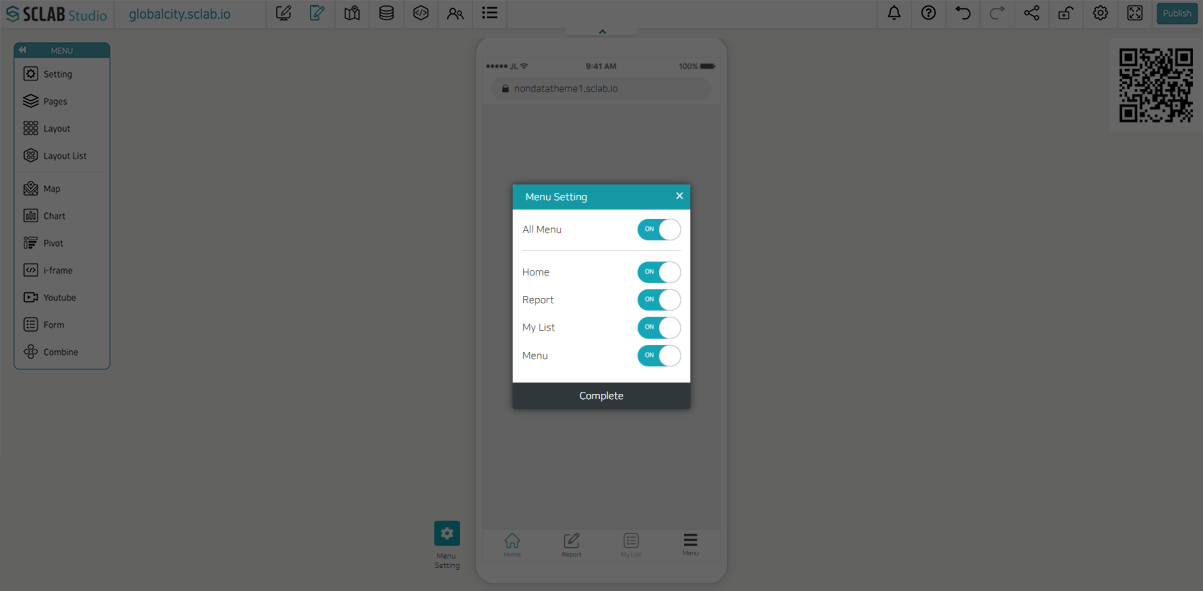 SCLAB Studio
globalcity.sclab.io
Publish
MENU
Setting
Pages
Layout
Layout List
Map
Chart
Pivot
i-frame
Youtube
Form
Combine
JL
9:41 AM
100%
nondatatheme1.sclab.io
Menu Setting
All Menu ON
Home ON
Report ON
My List ON
Menu ON
Complete
Home
Report
My List
Menu
Menu
Setting